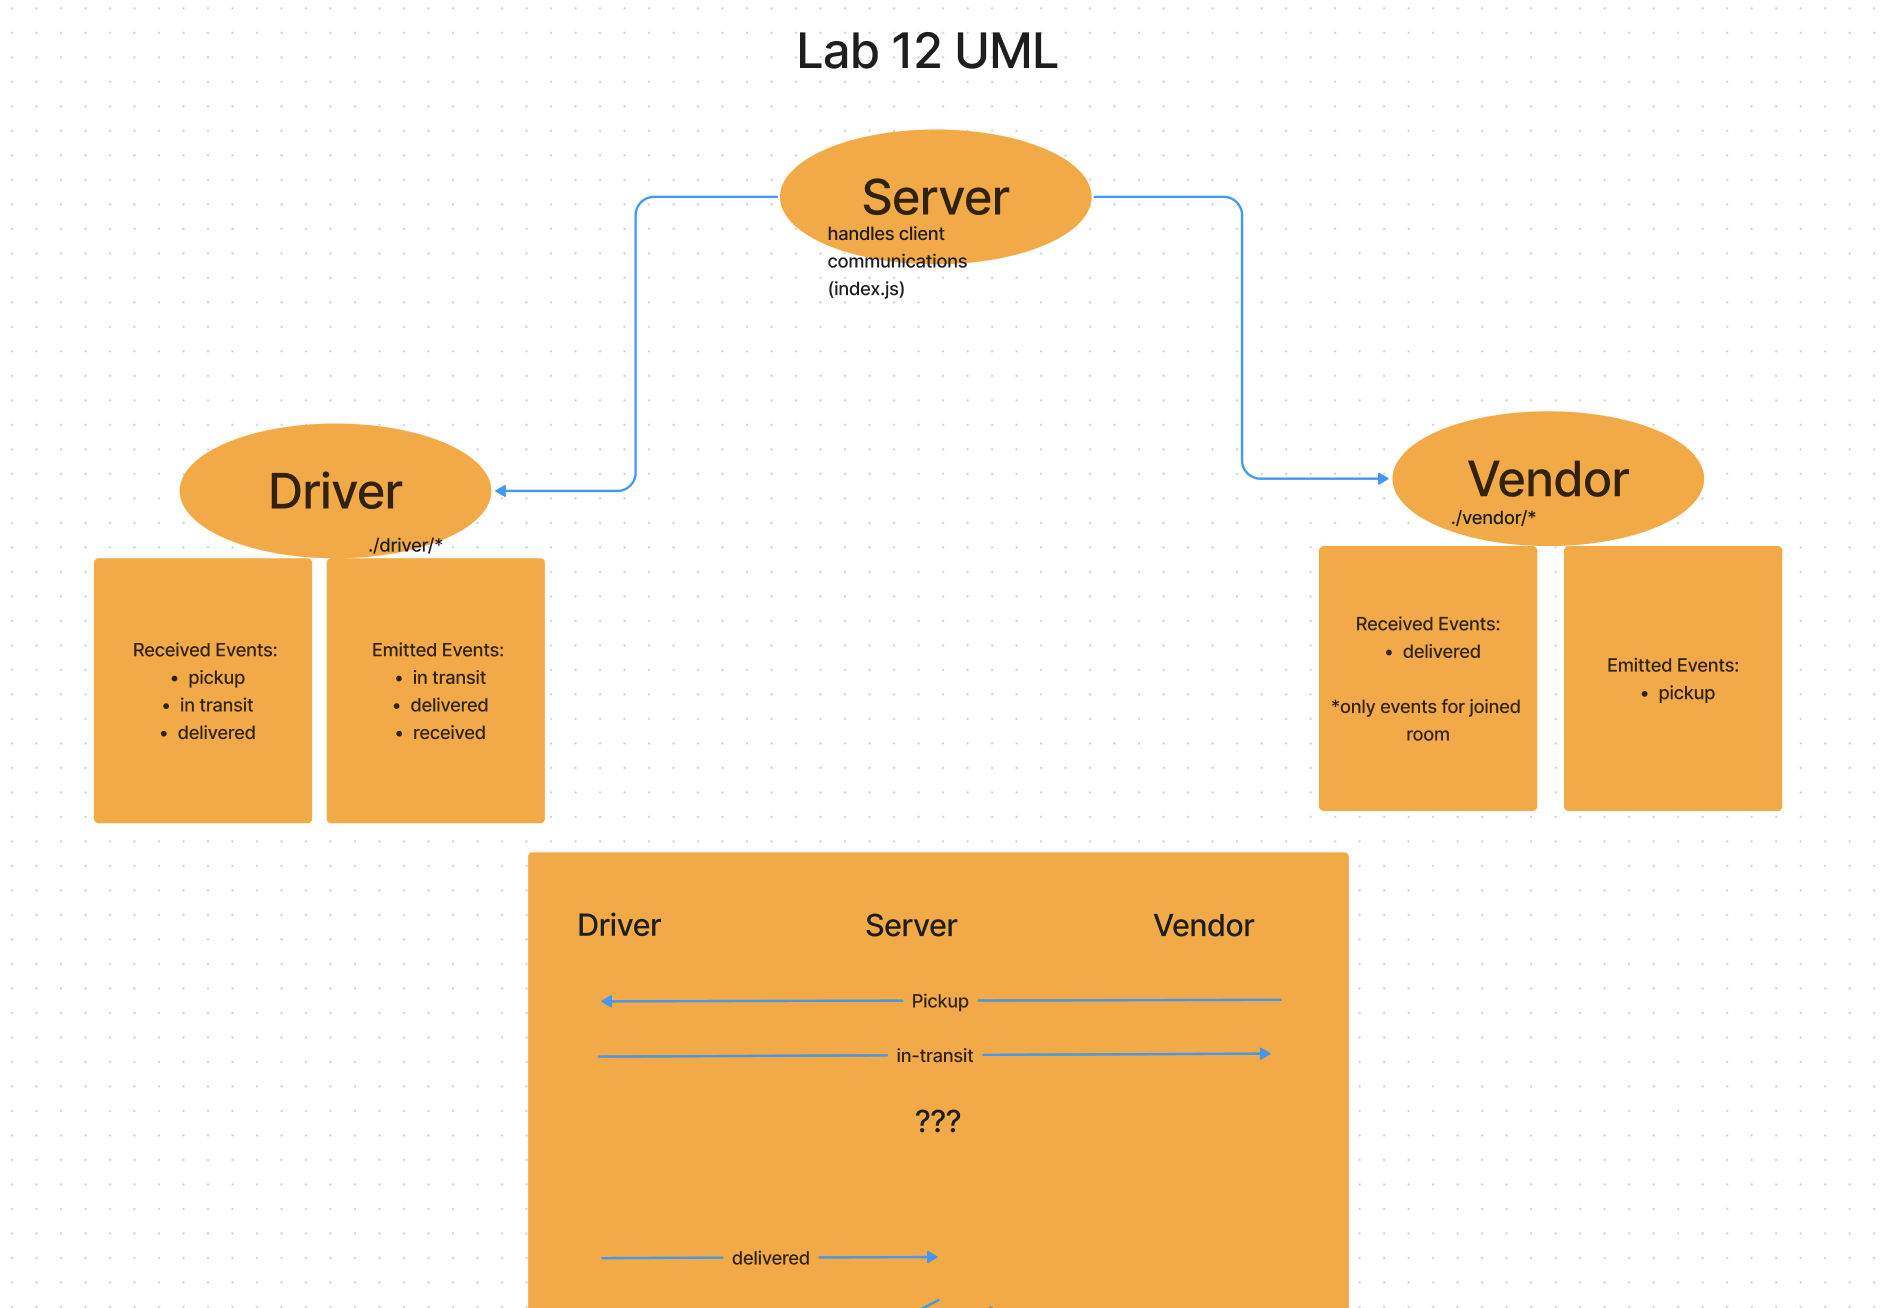 Lab 12 UML
Server
handles client
communications
(index.js)
Driver
./driver/*
Received Events:
• pickup
• in transit
• delivered
Emitted Events:
• in transit
• delivered
• received
Vendor
./vendor/*
Received Events:
• delivered
*only events for joined
room
Emitted Events:
• pickup
Driver
Server
Vendor
Pickup
in-transit
???
delivered